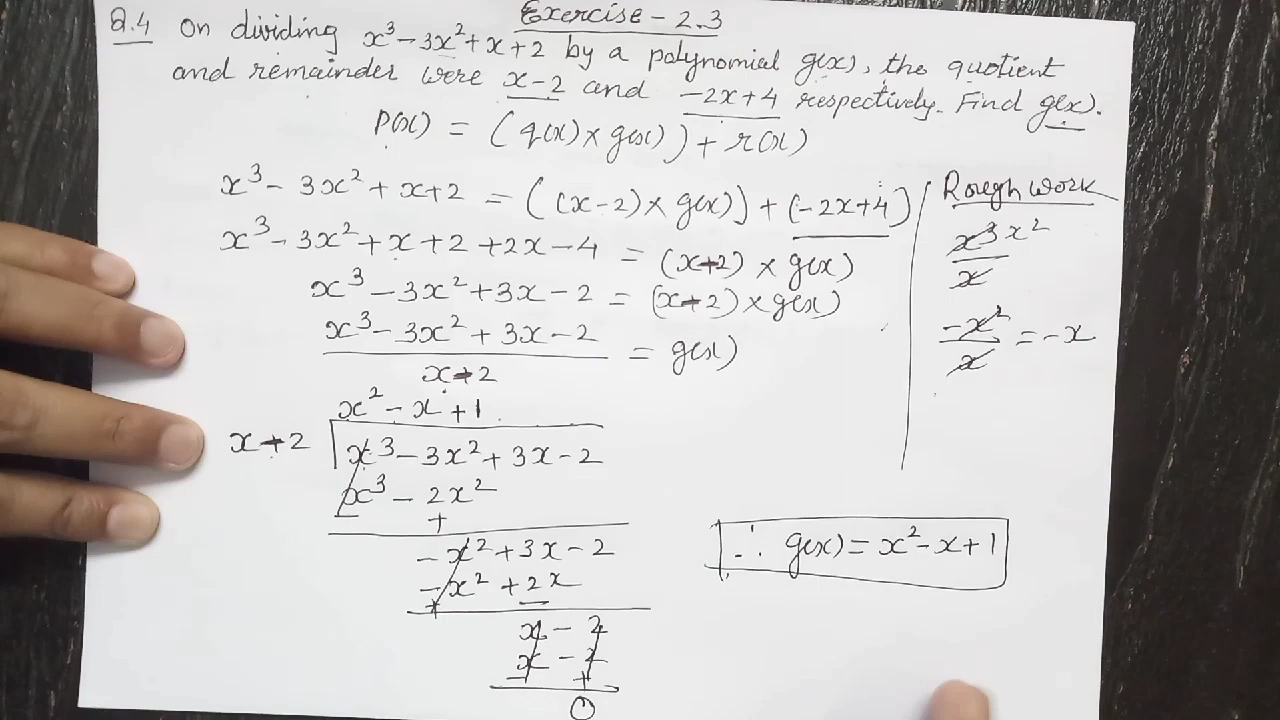 Exercise - 2.3
Q.4 On dividing x³ - 3x² + x + 2 by a polynomial g(x), the quotient
and remainder were x - 2 and -2x + 4 respectively. Find g(x).
P(x) = (q(x) × g(x)) + r(x)
x³ - 3x² + x + 2 = ((x - 2) × g(x)) + (-2x + 4)
x³ - 3x² + x + 2 + 2x - 4 = (x - 2) × g(x)
x³ - 3x² + 3x - 2 = (x - 2) × g(x)
x³ - 3x² + 3x - 2 = g(x)
x - 2
x² - x + 1
x - 2 x³ - 3x² + 3x - 2
x³ - 2x²
- +
- x² + 3x - 2
- x² + 2x
+ -
x - 2
x - 2
- +
0
Rough work
x³ x²
x
-x² = -x
x
∴ g(x) = x² - x + 1